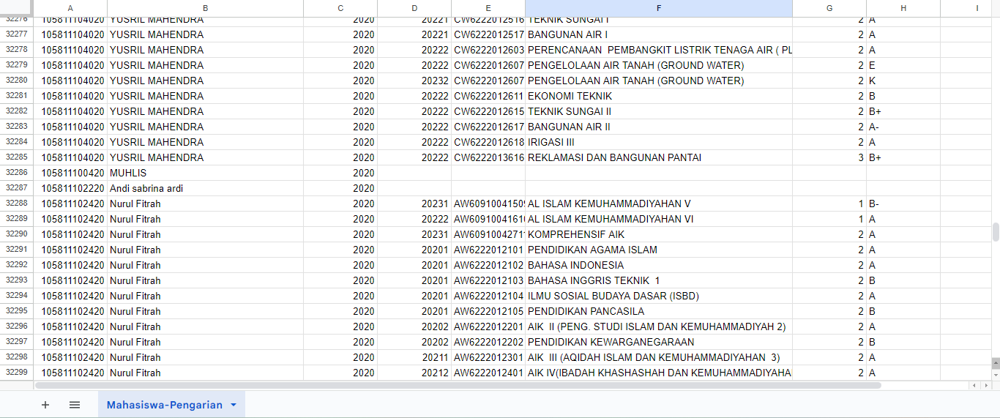 A B C D E F G H I
32276 105811104020 YUSRIL MAHENDRA 2020 20221 CW6222012516 TEKNIK SUNGAI I 2 A
32277 105811104020 YUSRIL MAHENDRA 2020 20221 CW6222012517 BANGUNAN AIR I 2 A
32278 105811104020 YUSRIL MAHENDRA 2020 20222 CW6222012603 PERENCANAAN PEMBANGKIT LISTRIK TENAGA AIR ( PL 2 A
32279 105811104020 YUSRIL MAHENDRA 2020 20222 CW6222012607 PENGELOLAAN AIR TANAH (GROUND WATER) 2 E
32280 105811104020 YUSRIL MAHENDRA 2020 20232 CW6222012607 PENGELOLAAN AIR TANAH (GROUND WATER) 2 K
32281 105811104020 YUSRIL MAHENDRA 2020 20222 CW6222012611 EKONOMI TEKNIK 2 B
32282 105811104020 YUSRIL MAHENDRA 2020 20222 CW6222012615 TEKNIK SUNGAI II 2 B+
32283 105811104020 YUSRIL MAHENDRA 2020 20222 CW6222012617 BANGUNAN AIR II 2 A-
32284 105811104020 YUSRIL MAHENDRA 2020 20222 CW6222012618 IRIGASI III 2 A
32285 105811104020 YUSRIL MAHENDRA 2020 20222 CW6222013616 REKLAMASI DAN BANGUNAN PANTAI 3 B+
32286 105811100420 MUHLIS 2020
32287 105811102220 Andi sabrina ardi 2020
32288 105811102420 Nurul Fitrah 2020 20231 AW60910041509 AL ISLAM KEMUHAMMADIYAHAN V 1 B-
32289 105811102420 Nurul Fitrah 2020 20222 AW60910041610 AL ISLAM KEMUHAMMADIYAHAN VI 1 A
32290 105811102420 Nurul Fitrah 2020 20231 AW60910042711 KOMPREHENSIF AIK 2 A
32291 105811102420 Nurul Fitrah 2020 20201 AW6222012101 PENDIDIKAN AGAMA ISLAM 2 A
32292 105811102420 Nurul Fitrah 2020 20201 AW6222012102 BAHASA INDONESIA 2 A
32293 105811102420 Nurul Fitrah 2020 20201 AW6222012103 BAHASA INGGRIS TEKNIK 1 2 B
32294 105811102420 Nurul Fitrah 2020 20201 AW6222012104 ILMU SOSIAL BUDAYA DASAR (ISBD) 2 A
32295 105811102420 Nurul Fitrah 2020 20201 AW6222012105 PENDIDIKAN PANCASILA 2 B
32296 105811102420 Nurul Fitrah 2020 20202 AW6222012201 AIK II (PENG. STUDI ISLAM DAN KEMUHAMMADIYAH 2) 2 A
32297 105811102420 Nurul Fitrah 2020 20202 AW6222012202 PENDIDIKAN KEWARGANEGARAAN 2 B
32298 105811102420 Nurul Fitrah 2020 20211 AW6222012301 AIK III (AQIDAH ISLAM DAN KEMUHAMMADIYAHAN 3) 2 A
32299 105811102420 Nurul Fitrah 2020 20212 AW6222012401 AIK IV(IBADAH KHASHASHAH DAN KEMUHAMMADIYAHA 2 A
Mahasiswa-Pengarian